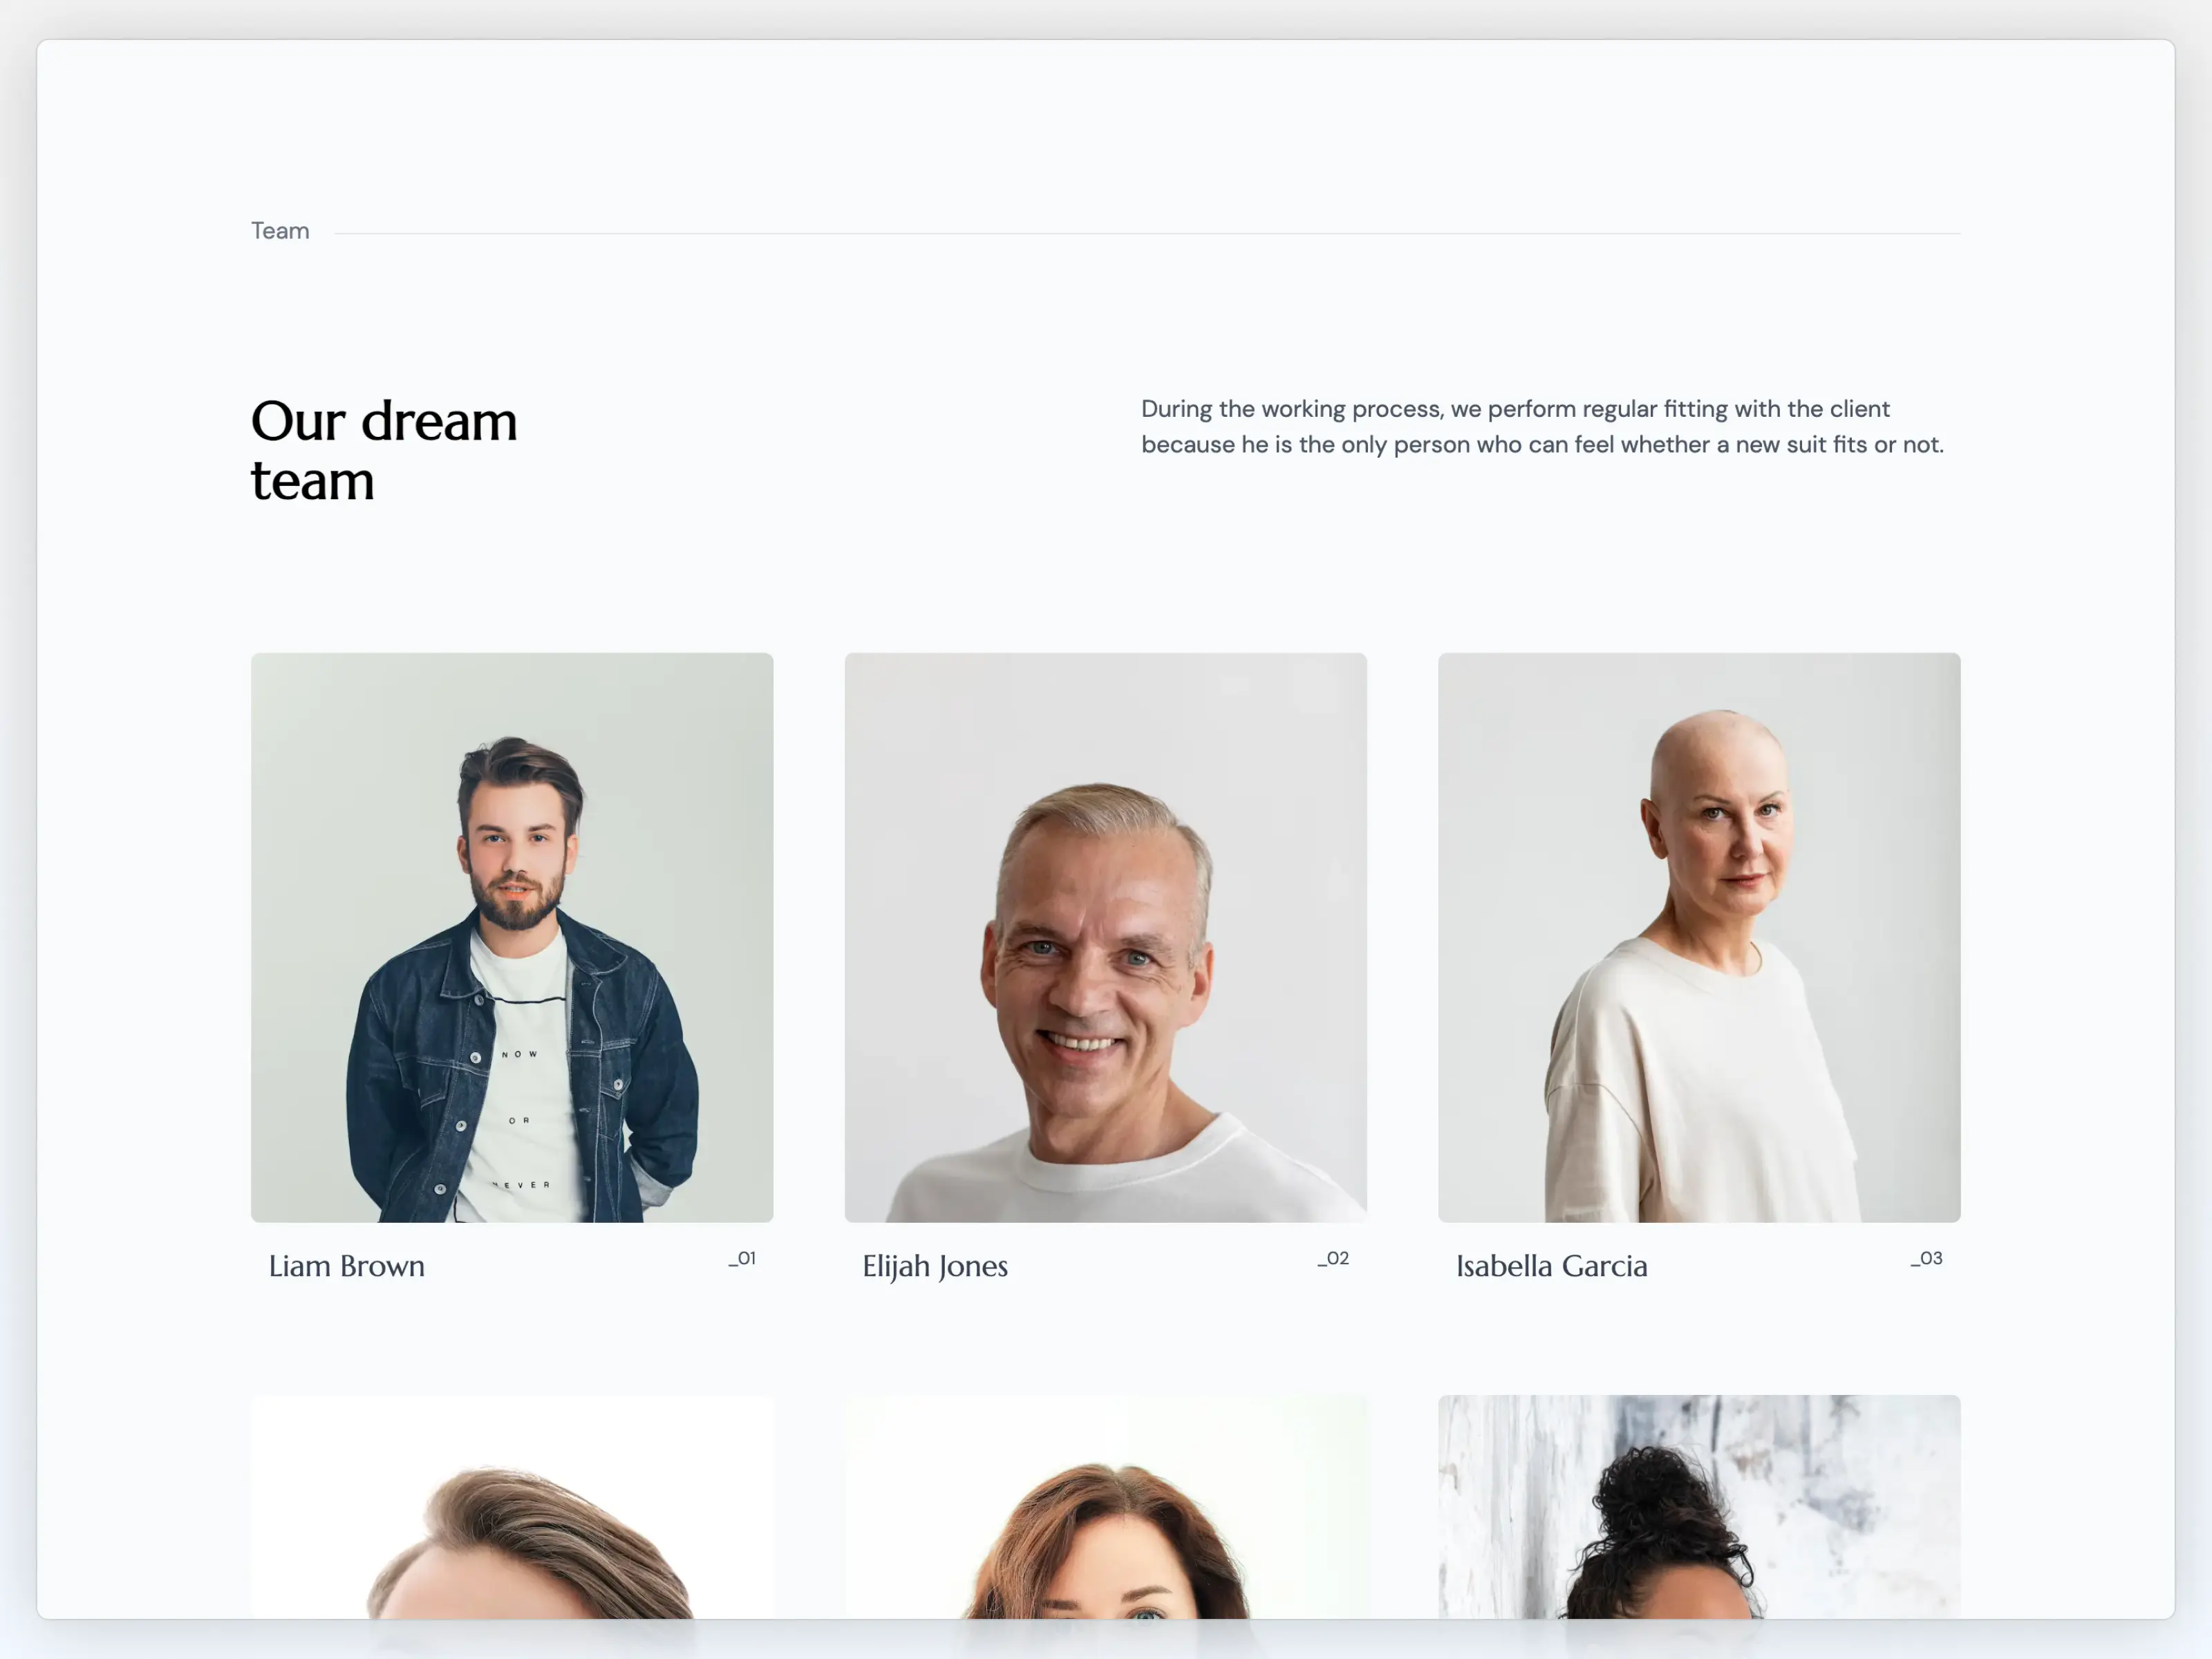 Team
Our dream
team
During the working process, we perform regular fitting with the client
because he is the only person who can feel whether a new suit fits or not.
NOW
OR
NEVER
Liam Brown
_01
Elijah Jones
_02
Isabella Garcia
_03